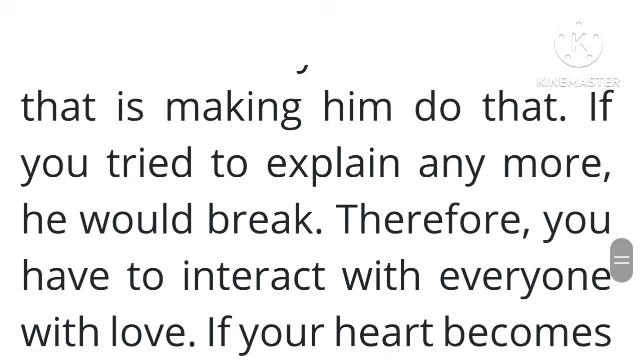 K
KINEMASTER
that is making him do that. If
you tried to explain any more,
he would break. Therefore, you
have to interact with everyone
with love. If your heart becomes